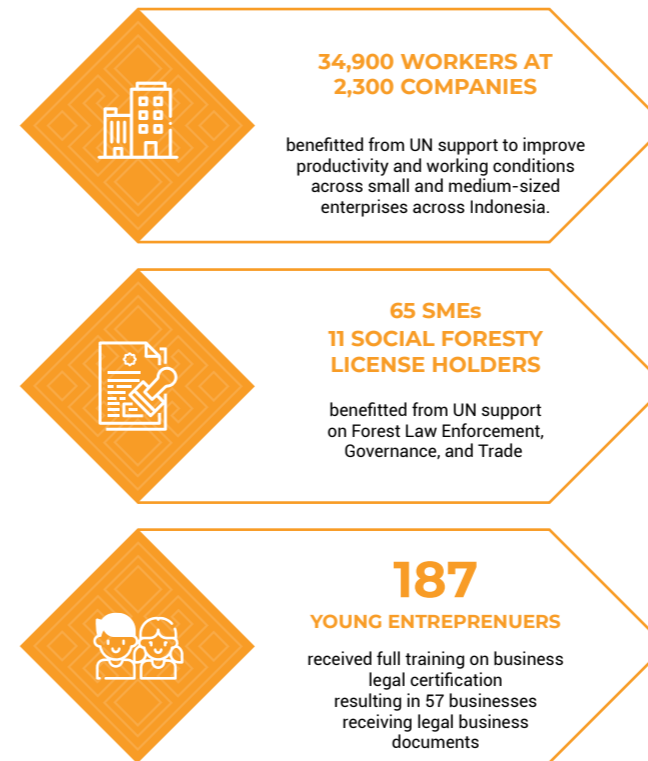 34,900 WORKERS AT
2,300 COMPANIES
benefitted from UN support to improve
productivity and working conditions
across small and medium-sized
enterprises across Indonesia.
65 SMEs
11 SOCIAL FORESTY
LICENSE HOLDERS
benefitted from UN support
on Forest Law Enforcement,
Governance, and Trade
187
YOUNG ENTREPRENUERS
received full training on business
legal certification
resulting in 57 businesses
receiving legal business
documents